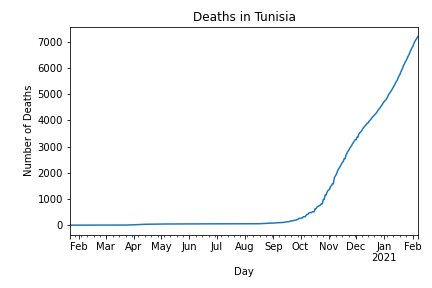 Deaths in Tunisia
Number of Deaths
7000
6000
5000
4000
3000
2000
1000
0
Feb Mar Apr May Jun Jul Aug Sep Oct Nov Dec Jan Feb
2021
Day